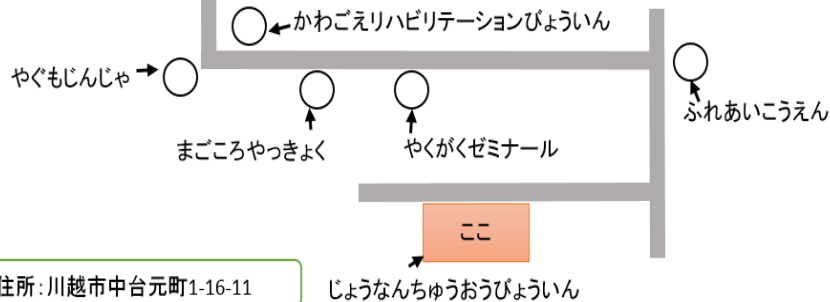 かわごえリハビリテーションびょういん
やぐもじんじゃ
ふれあいこうえん
まごころやっきょく
やくがくゼミナール
ここ
じょうなんちゅうおうびょういん
住所:川越市中台元町1-16-11